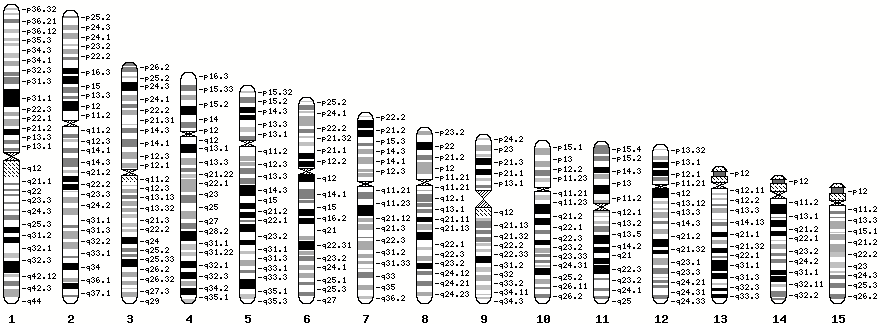 p36.32
p36.21
p36.12
p35.3
p34.3
p34.1
p32.3
p31.3
p31.1
p22.3
p22.1
p21.2
p13.3
p13.1
q12
q21.1
q22
q23.3
q24.3
q25.3
q31.2
q32.1
q32.3
q42.12
q42.3
q44
1
p25.2
p24.3
p24.1
p23.2
p22.2
p16.3
p15
p13.3
p12
p11.2
q11.2
q12.3
q14.1
q14.3
q21.2
q22.2
q22.3
q24.2
q31.1
q31.3
q32.2
q33.1
q34
q36.1
q37.1
2
p26.2
p25.2
p24.3
p24.1
p22.2
p21.31
p14.3
p14.1
p12.3
p12.1
q11.2
q12.3
q13.13
q13.32
q21.3
q22.2
q24
q25.2
q25.33
q26.2
q26.32
q27.3
q29
3
p16.3
p15.33
p15.2
p14
p12
q12
q13.1
q13.3
q21.22
q22.1
q23
q25
q27
q28.2
q31.1
q31.22
q32.1
q32.3
q34.2
q35.1
4
p15.32
p15.2
p14.3
p14.1
p13.3
p13.1
q11.2
q12.1
q13.1
q13.3
q14.2
q15
q21.2
q22.1
q23.2
q31.1
q31.3
q32
q33.2
q34
q35.1
q35.3
5
p25.2
p24.1
p22.2
p21.32
p21.1
p12.2
q12
q14.1
q15
q16.2
q21
q22.31
q23.2
q24.1
q25.1
q25.3
q27
6
p22.2
p21.2
p15.3
p14.3
p14.1
p12.3
q11.21
q11.23
q21.11
q21.3
q22.2
q31.2
q31.33
q33
q35
q36.2
7
p23.2
p22
p21.2
p12
p11.21
q11.21
q12.1
q13.1
q21.11
q21.13
q22.1
q22.3
q23.2
q24.12
q24.21
q24.23
8
p24.2
p23
p21.3
p21.1
p13.1
q12
q21.13
q21.32
q22.1
q22.33
q31.2
q32
q33.2
q34.11
q34.3
9
p15.1
p13
p12.2
p11.21
q11.23
q21.1
q21.3
q22.2
q23.2
q23.33
q24.31
q25.2
q26.11
q26.2
10
p15.4
p15.2
p14.3
p13
p11.2
q12.1
q13.2
q13.5
q14.2
q21
q22.3
q23.2
q24.1
q25
11
p13.32
p13.1
p12.1
p11.21
q12
q13.12
q13.3
q14.2
q21.2
q21.32
q23.1
q24.13
q24.31
q24.33
12
p12
q12.11
q12.2
q13.2
q14.1
q21.1
q21.32
q22.1
q31.1
q31.3
q33.3
13
p12
q11.2
q13.1
q21.1
q21.3
q23.3
q24.2
q31.1
q32.2
14
p12
q11.2
q13.3
q15.1
q21.2
q23
q24.3
q25.3
q26.2
15